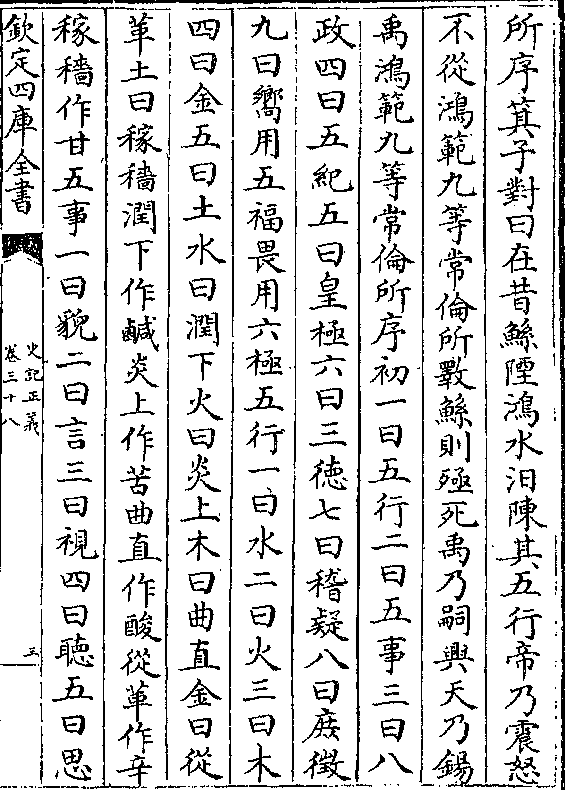 所序箕子對曰在昔鯀陻鴻水汩陳其五行帝乃震怒
不從鴻範九等常倫所斁鯀則殛死禹乃嗣興天乃錫
禹鴻範九等常倫所序初一曰五行二曰五事三曰八
政四曰五紀五曰皇極六曰三徳七曰稽疑八曰庶徵
九曰嚮用五福畏用六極五行一曰水二曰火三曰木
四曰金五曰土水曰潤下火曰炎上木曰曲直金曰從
革土曰稼穡潤下作鹹炎上作苦曲直作酸從革作辛
稼穡作甘五事一曰貌二曰言三曰視四曰聽五曰思
欽定四庫全書
史記正義
卷三十八
三